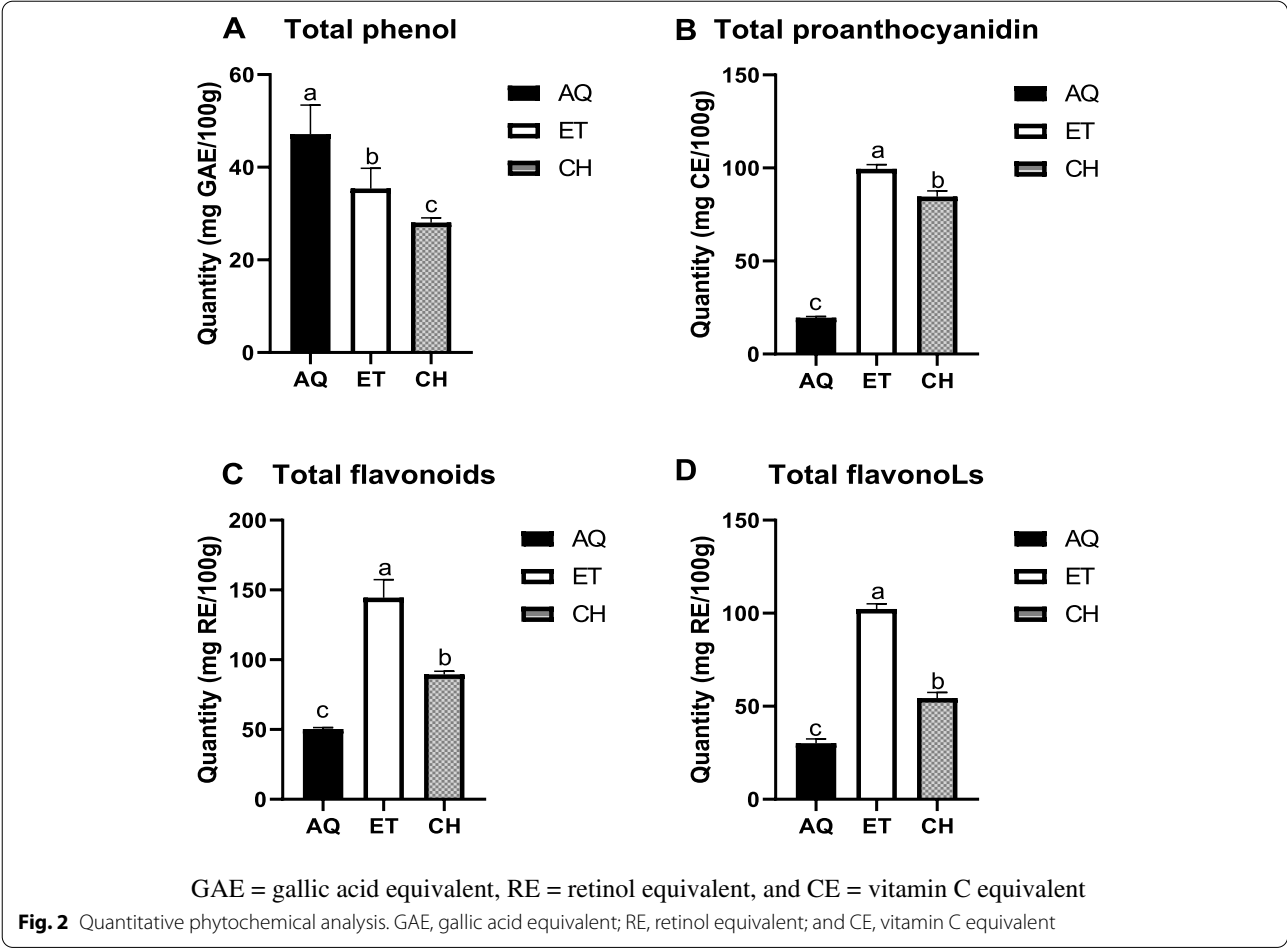 A Total phenol
Quantity (mg GAE/100g)
60
40
20
0
a
b
c
AQ ET CH
AQ
ET
CH
B Total proanthocyanidin
Quantity (mg CE/100g)
150
100
50
0
c
a
b
AQ ET CH
AQ
ET
CH
C Total flavonoids
Quantity (mg RE/100g)
200
150
100
50
0
c
a
b
AQ ET CH
AQ
ET
CH
D Total flavonoLs
Quantity (mg RE/100g)
150
100
50
0
c
a
b
AQ ET CH
AQ
ET
CH
GAE = gallic acid equivalent, RE = retinol equivalent, and CE = vitamin C equivalent
Fig. 2 Quantitative phytochemical analysis. GAE, gallic acid equivalent; RE, retinol equivalent; and CE, vitamin C equivalent